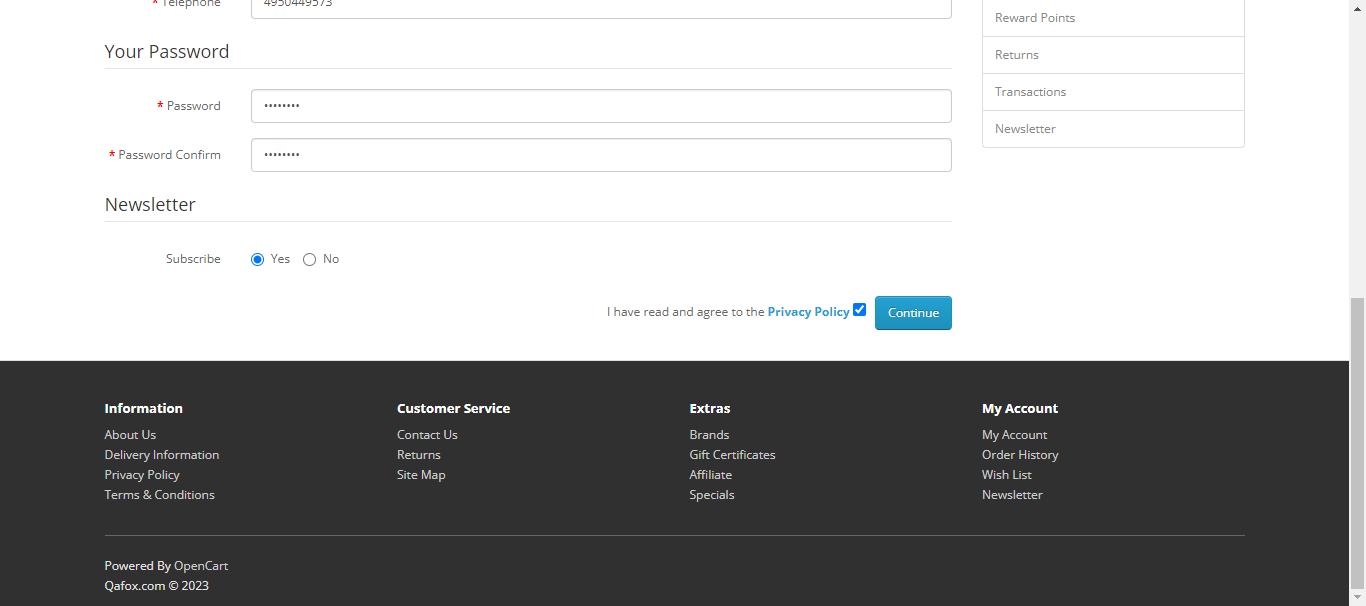 * Telephone
4950449573
Your Password
* Password
••••••••
* Password Confirm
••••••••
Newsletter
Subscribe Yes No
I have read and agree to the Privacy Policy Continue
Reward Points
Returns
Transactions
Newsletter
Information
About Us
Delivery Information
Privacy Policy
Terms & Conditions
Customer Service
Contact Us
Returns
Site Map
Extras
Brands
Gift Certificates
Affiliate
Specials
My Account
My Account
Order History
Wish List
Newsletter
Powered By OpenCart
Qafox.com © 2023